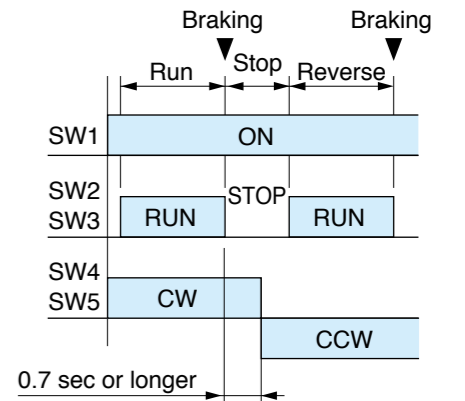 Braking Braking
Run Stop Reverse
SW1 ON
SW2 STOP
SW3 RUN RUN
SW4
SW5 CW
CCW
0.7 sec or longer